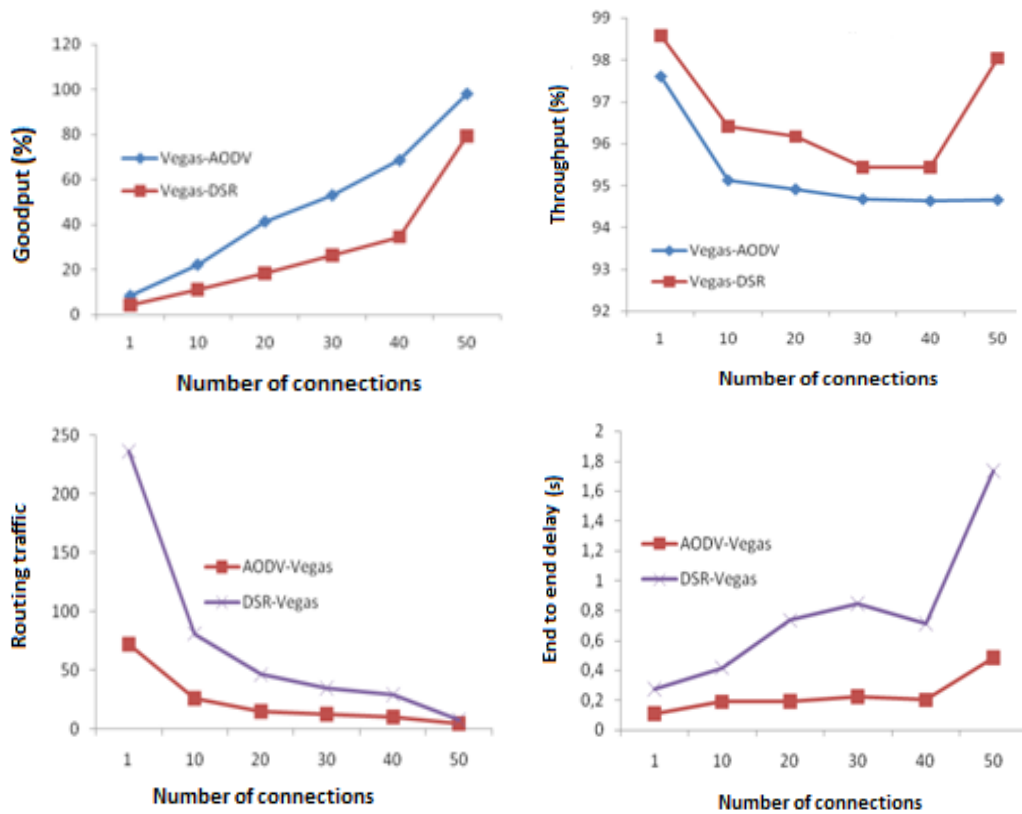 Goodput (%)
120
100
80
60
40
20
0
Vegas-AODV
Vegas-DSR
1 10 20 30 40 50
Number of connections
Throughput (%)
99
98
97
96
95
94
93
92
Vegas-AODV
Vegas-DSR
1 10 20 30 40 50
Number of connections
Routing traffic
250
200
150
100
50
0
AODV-Vegas
DSR-Vegas
1 10 20 30 40 50
Number of connections
End to end delay (s)
2
1,8
1,6
1,4
1,2
1
0,8
0,6
0,4
0,2
0
AODV-Vegas
DSR-Vegas
1 10 20 30 40 50
Number of connections